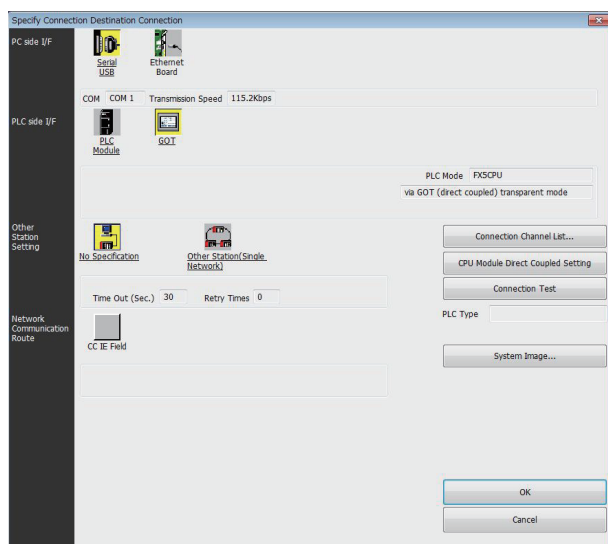 Specify Connection Destination Connection
PC side I/F
Serial
USB
Ethernet
Board
COM COM 1 Transmission Speed 115.2Kbps
PLC side I/F
PLC
Module
GOT
PLC Mode FX5CPU
via GOT (direct coupled) transparent mode
Other
Station
Setting
No Specification
Other Station(Single
Network)
Connection Channel List...
CPU Module Direct Coupled Setting
Time Out (Sec.) 30 Retry Times 0
Connection Test
Network
Communication
Route
CC IE Field
PLC Type
System Image...
OK
Cancel